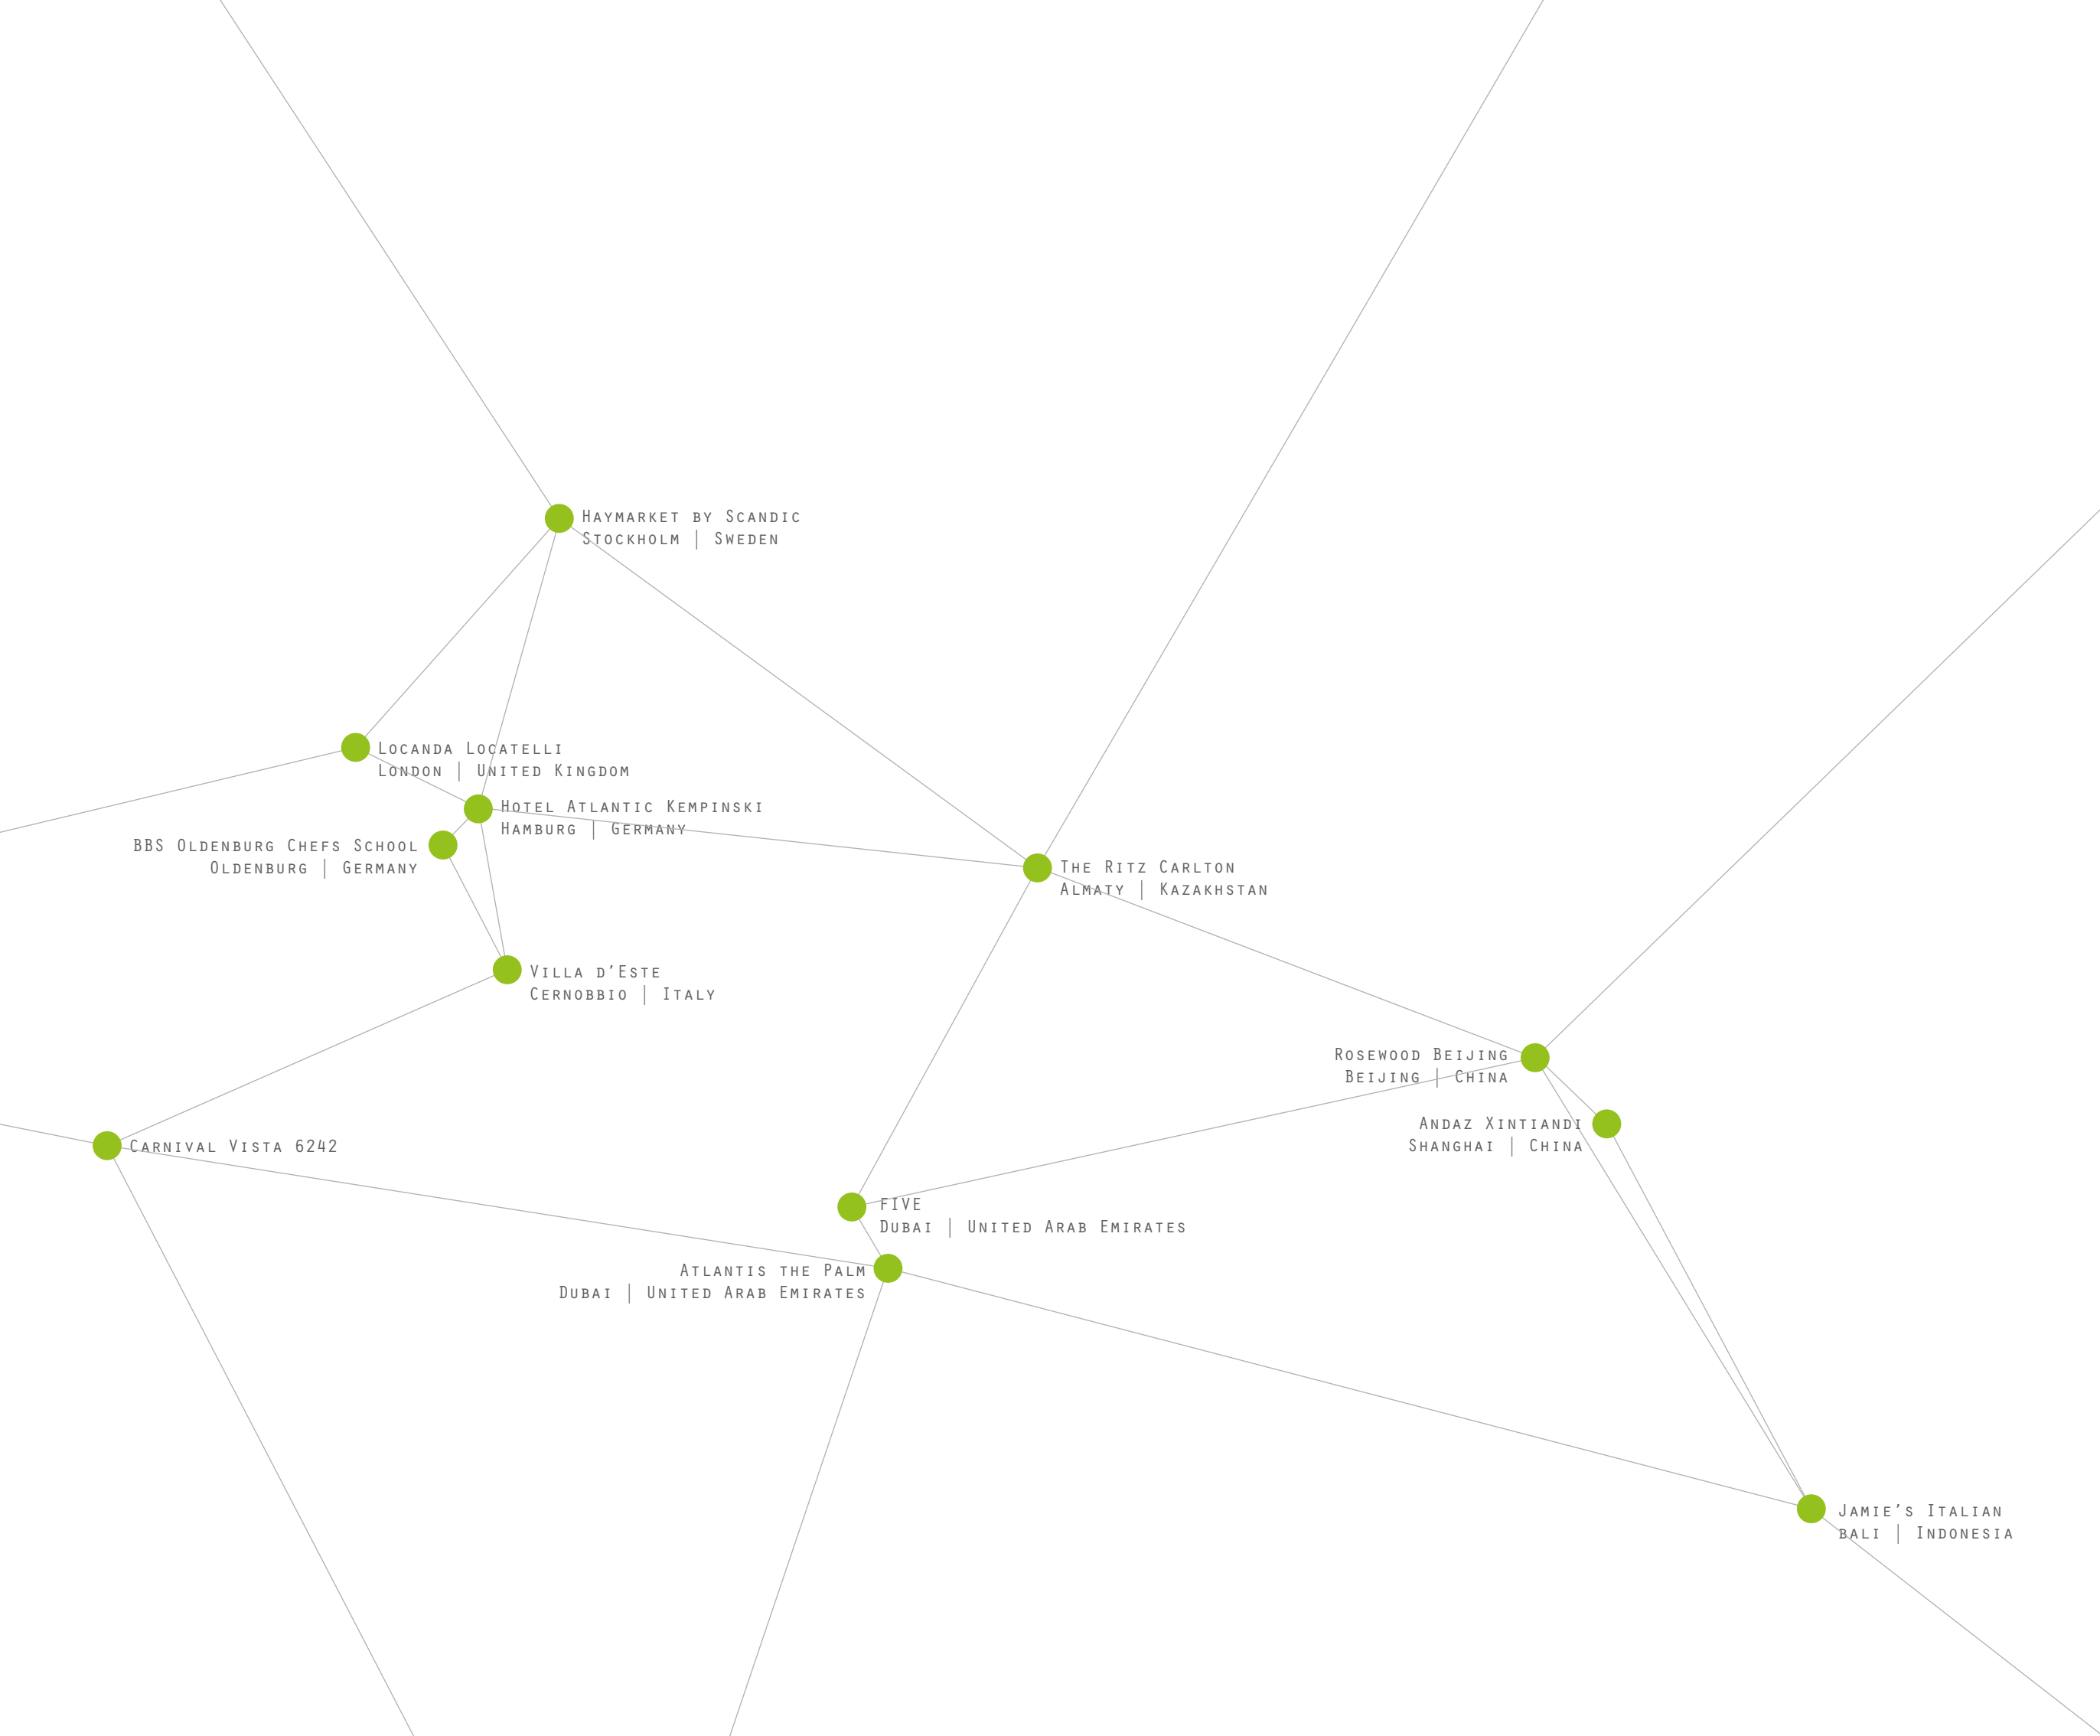 Haymarket by Scandic
Stockholm | Sweden
Locanda Locatelli
London | United Kingdom
Hotel Atlantic Kempinski
Hamburg | Germany
BBS Oldenburg Chefs School
Oldenburg | Germany
The Ritz Carlton
Almaty | Kazakhstan
Villa d'Este
Cernobbio | Italy
Rosewood Beijing
Beijing | China
Andaz Xintiandi
Shanghai | China
Carnival Vista 6242
FIVE
Dubai | United Arab Emirates
Atlantis the Palm
Dubai | United Arab Emirates
Jamie's Italian
bali | Indonesia